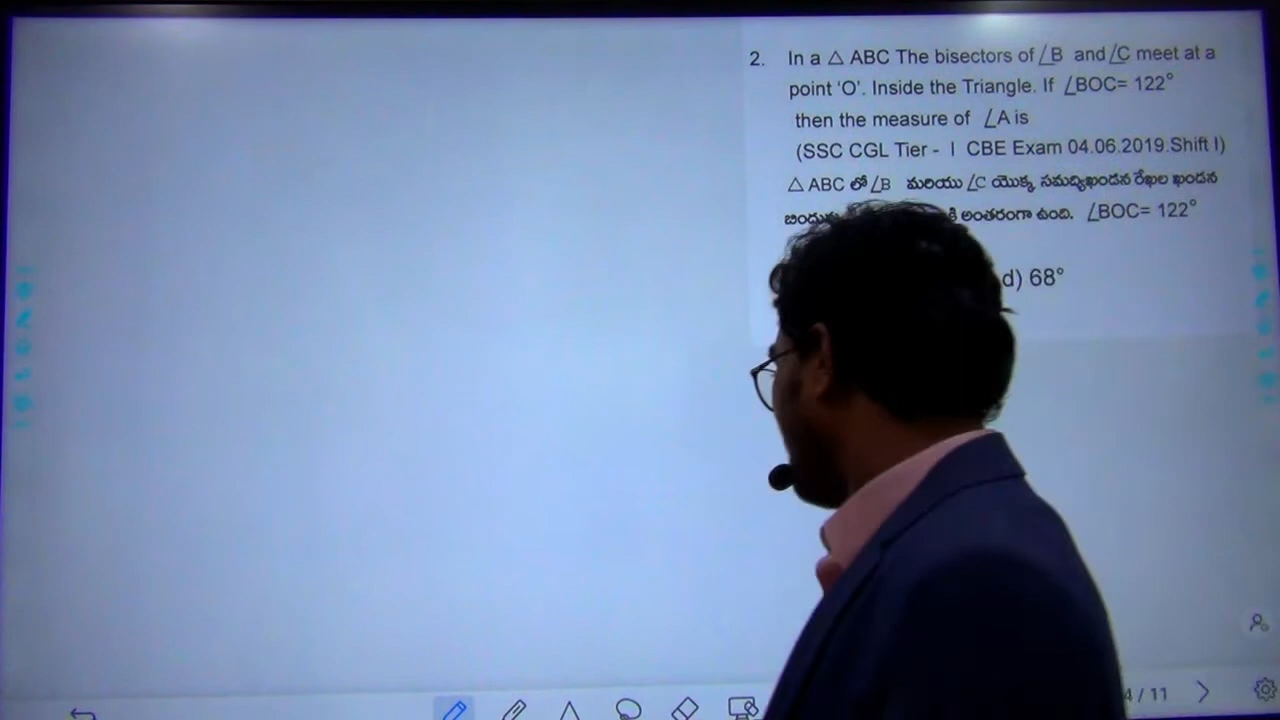 2. In a △ ABC The bisectors of ∠B and ∠C meet at a
point 'O'. Inside the Triangle. If ∠BOC= 122°
then the measure of ∠A is
(SSC CGL Tier - I CBE Exam 04.06.2019.Shift I)
△ ABC లో ∠B మరియు ∠C యొక్క సమద్విఖండన రేఖల ఖండన
అంతరంగా ఉంది. ∠BOC= 122°
d) 68°
/ 11